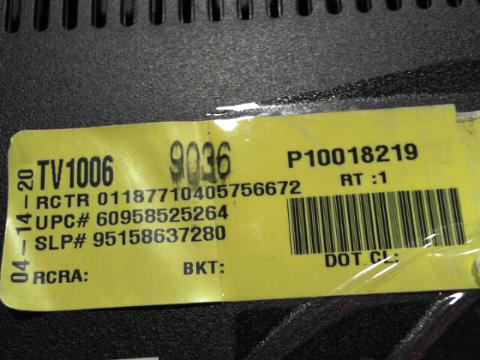 04-14-20
TV1006 9036 P10018219
RCTR 01187710405756672 RT :1
UPC# 60958525264
SLP# 95158637280
RCRA: BKT: DOT CL: